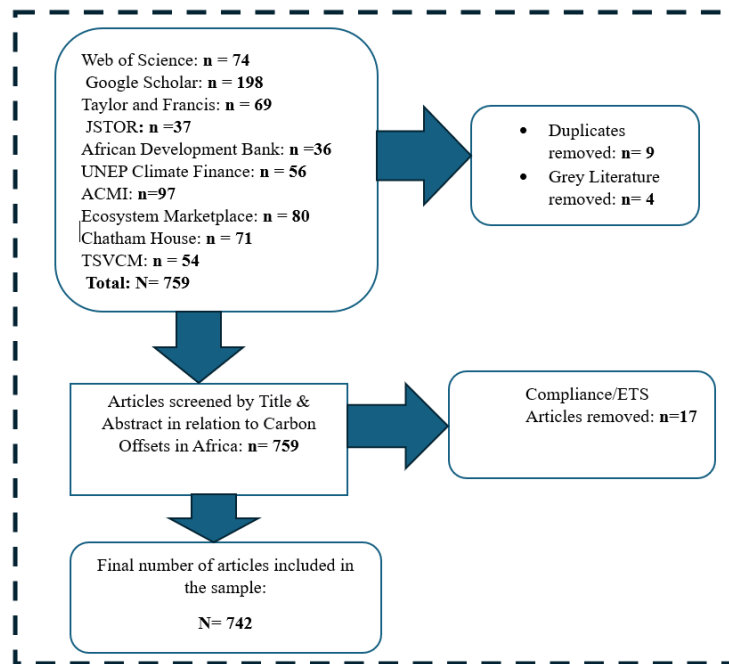 Web of Science: n = 74
Google Scholar: n = 198
Taylor and Francis: n = 69
JSTOR: n =37
African Development Bank: n =36
UNEP Climate Finance: n = 56
ACMI: n=97
Ecosystem Marketplace: n = 80
Chatham House: n = 71
TSVCM: n = 54
Total: N= 759
• Duplicates
removed: n= 9
• Grey Literature
removed: n= 4
Articles screened by Title &
Abstract in relation to Carbon
Offsets in Africa: n= 759
Compliance/ETS
Articles removed: n=17
Final number of articles included in
the sample:
N= 742